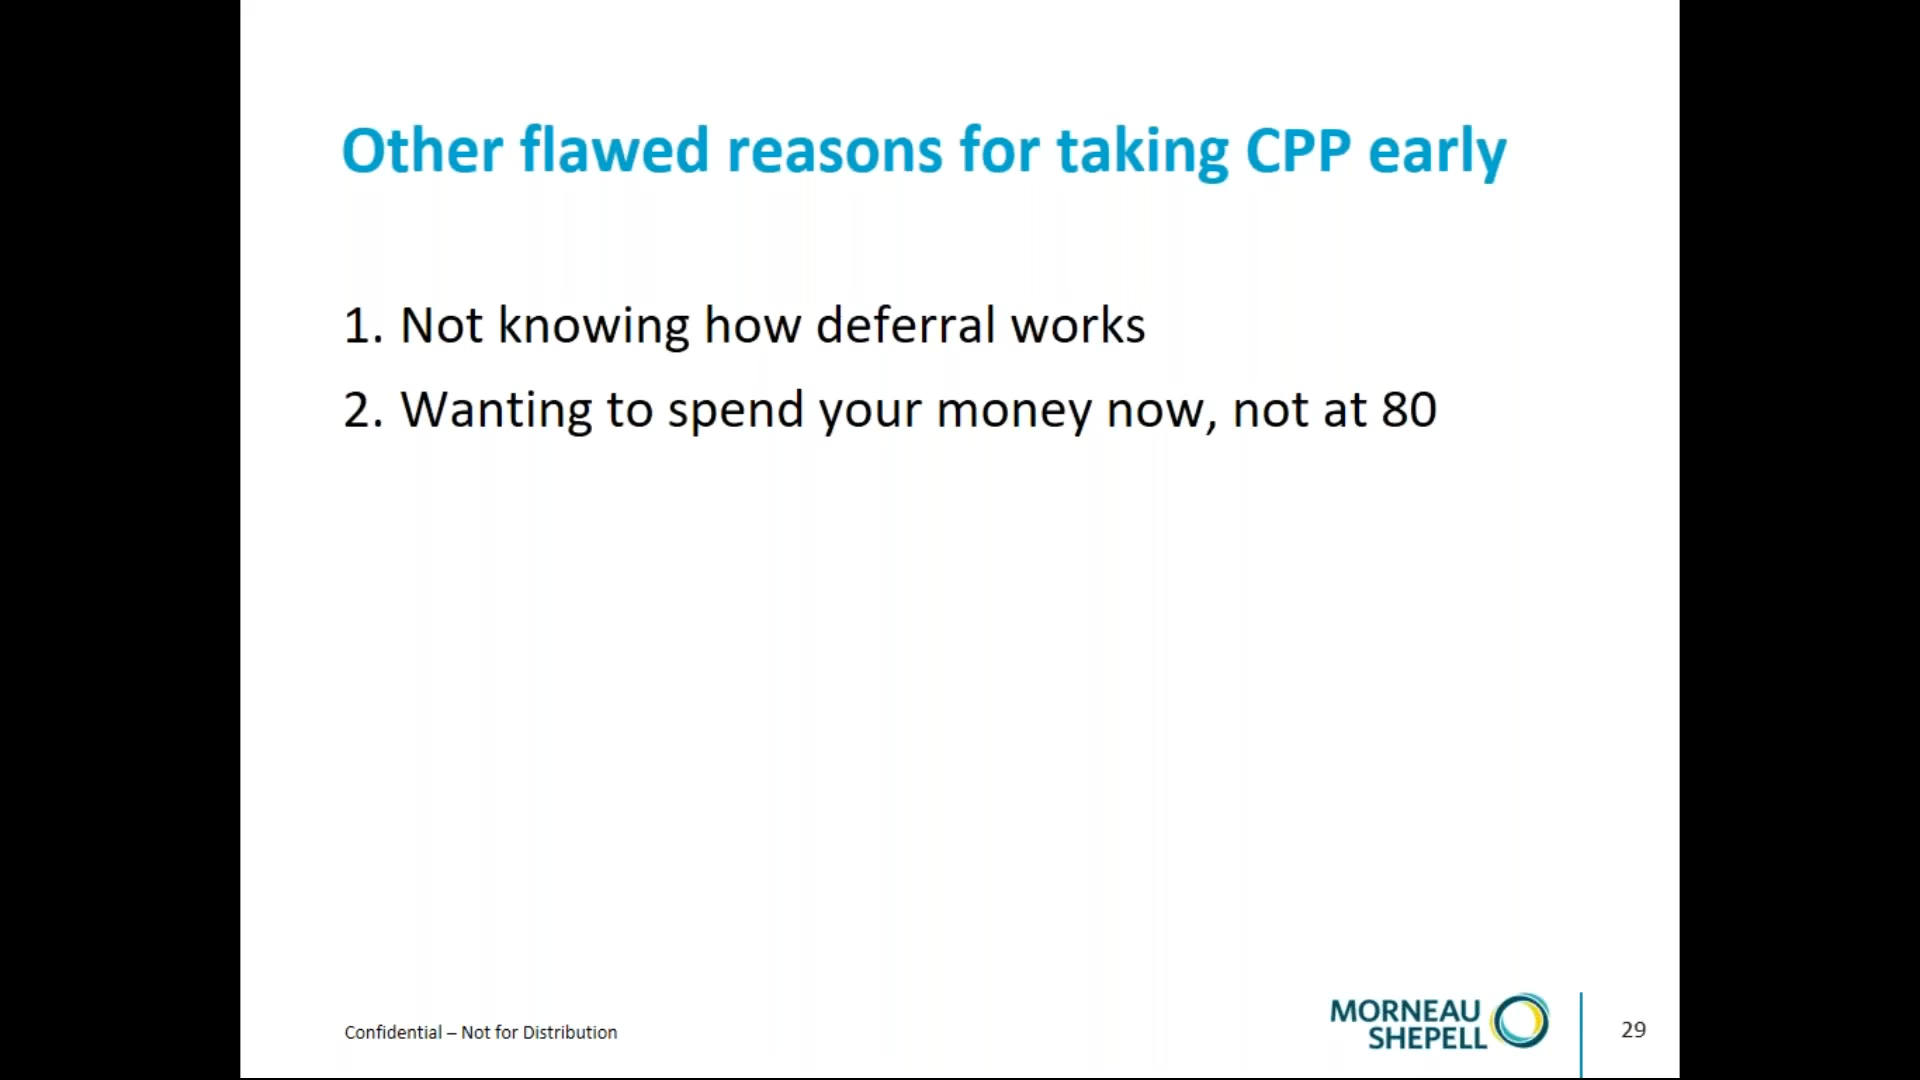 Other flawed reasons for taking CPP early
1. Not knowing how deferral works
2. Wanting to spend your money now, not at 80
Confidential – Not for Distribution
MORNEAU
SHEPELL
29